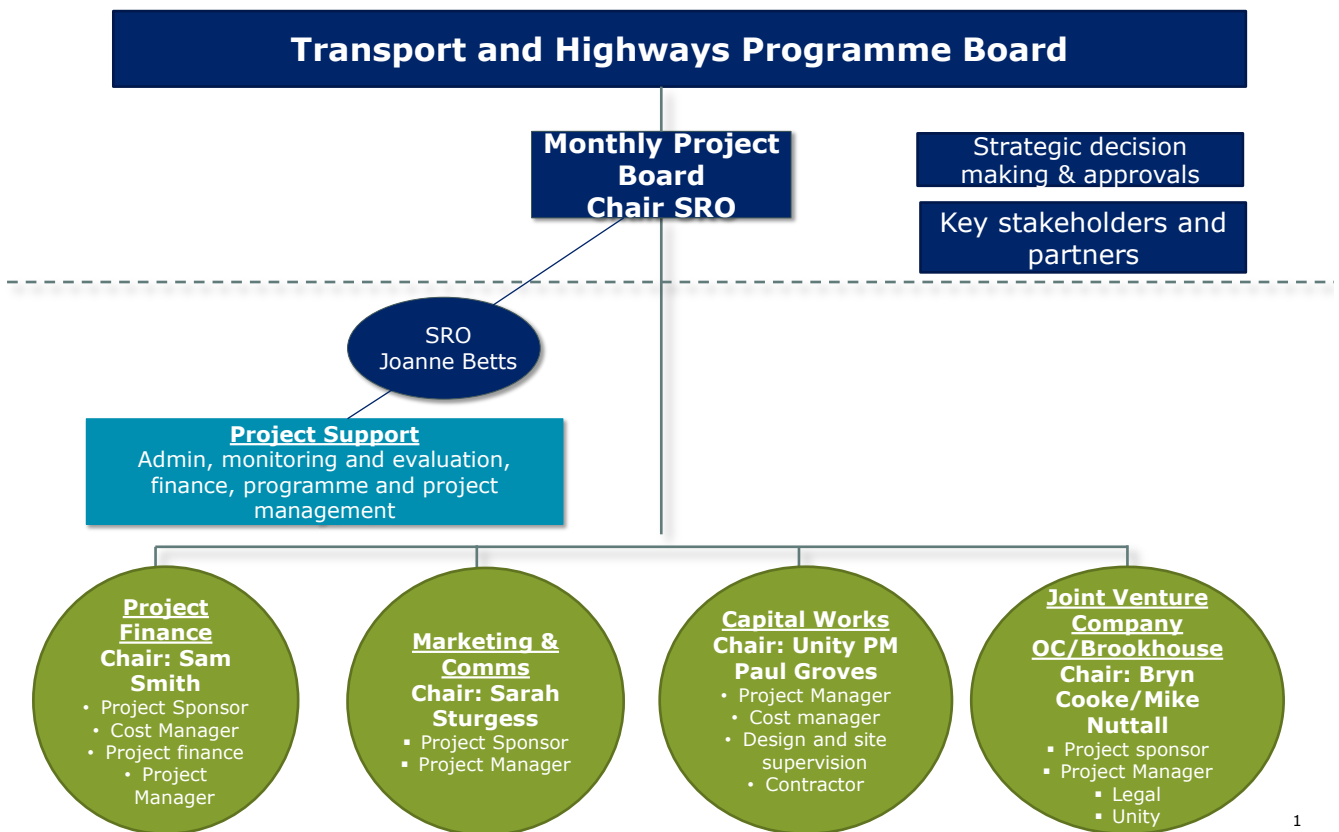 Transport and Highways Programme Board
Monthly Project
Board
Chair SRO
Strategic decision
making & approvals
Key stakeholders and
partners
SRO
Joanne Betts
Project Support
Admin, monitoring and evaluation,
finance, programme and project
management
Project
Finance
Chair: Sam
Smith
• Project Sponsor
• Cost Manager
• Project finance
• Project
Manager
Marketing &
Comms
Chair: Sarah
Sturgess
▪ Project Sponsor
▪ Project Manager
Capital Works
Chair: Unity PM
Paul Groves
• Project Manager
• Cost manager
• Design and site
supervision
• Contractor
Joint Venture
Company
OC/Brookhouse
Chair: Bryn
Cooke/Mike
Nuttall
▪ Project sponsor
▪ Project Manager
▪ Legal
▪ Unity
1